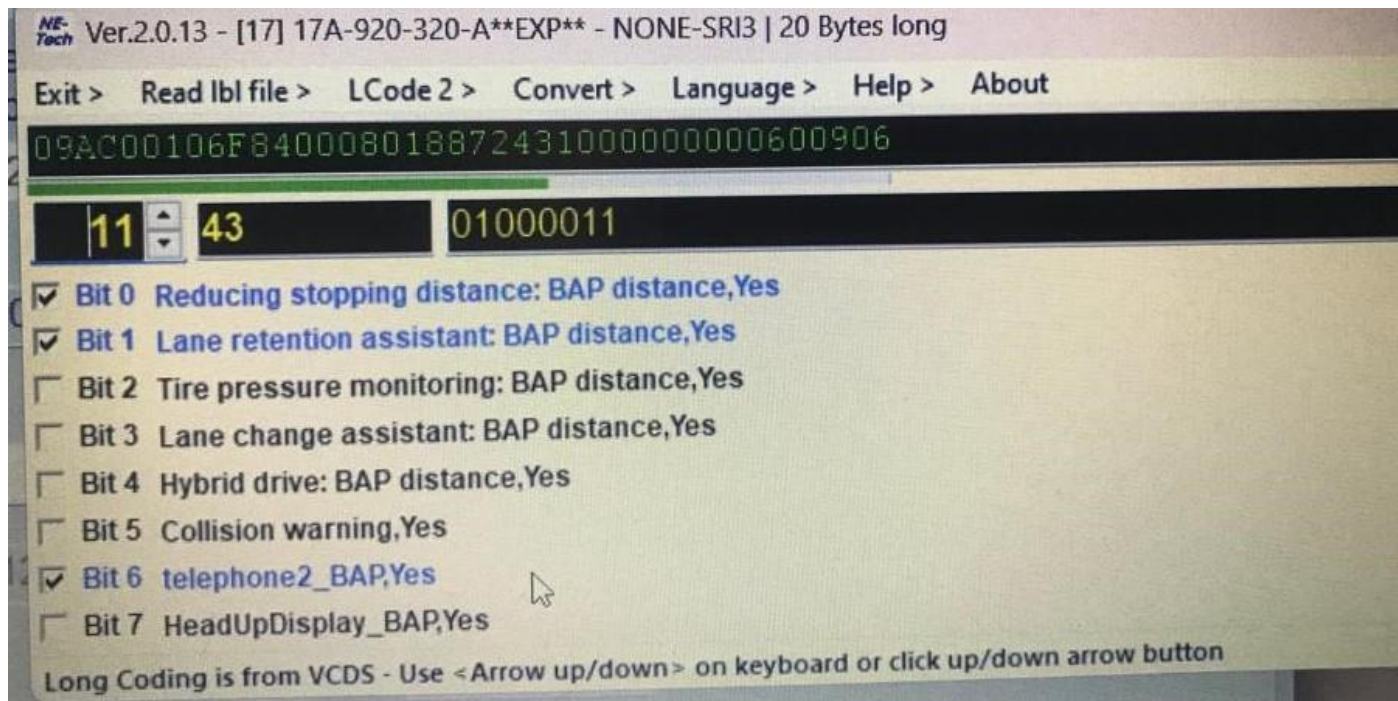 NE-Tech Ver.2.0.13 - [17] 17A-920-320-A**EXP** - NONE-SRI3 | 20 Bytes long
Exit > Read lbl file > LCode 2 > Convert > Language > Help > About
09AC00106F840008018872431000000000600906
11 43 01000011
Bit 0 Reducing stopping distance: BAP distance,Yes
Bit 1 Lane retention assistant: BAP distance,Yes
Bit 2 Tire pressure monitoring: BAP distance,Yes
Bit 3 Lane change assistant: BAP distance,Yes
Bit 4 Hybrid drive: BAP distance,Yes
Bit 5 Collision warning,Yes
Bit 6 telephone2_BAP,Yes
Bit 7 HeadUpDisplay_BAP,Yes
Long Coding is from VCDS - Use <Arrow up/down> on keyboard or click up/down arrow button